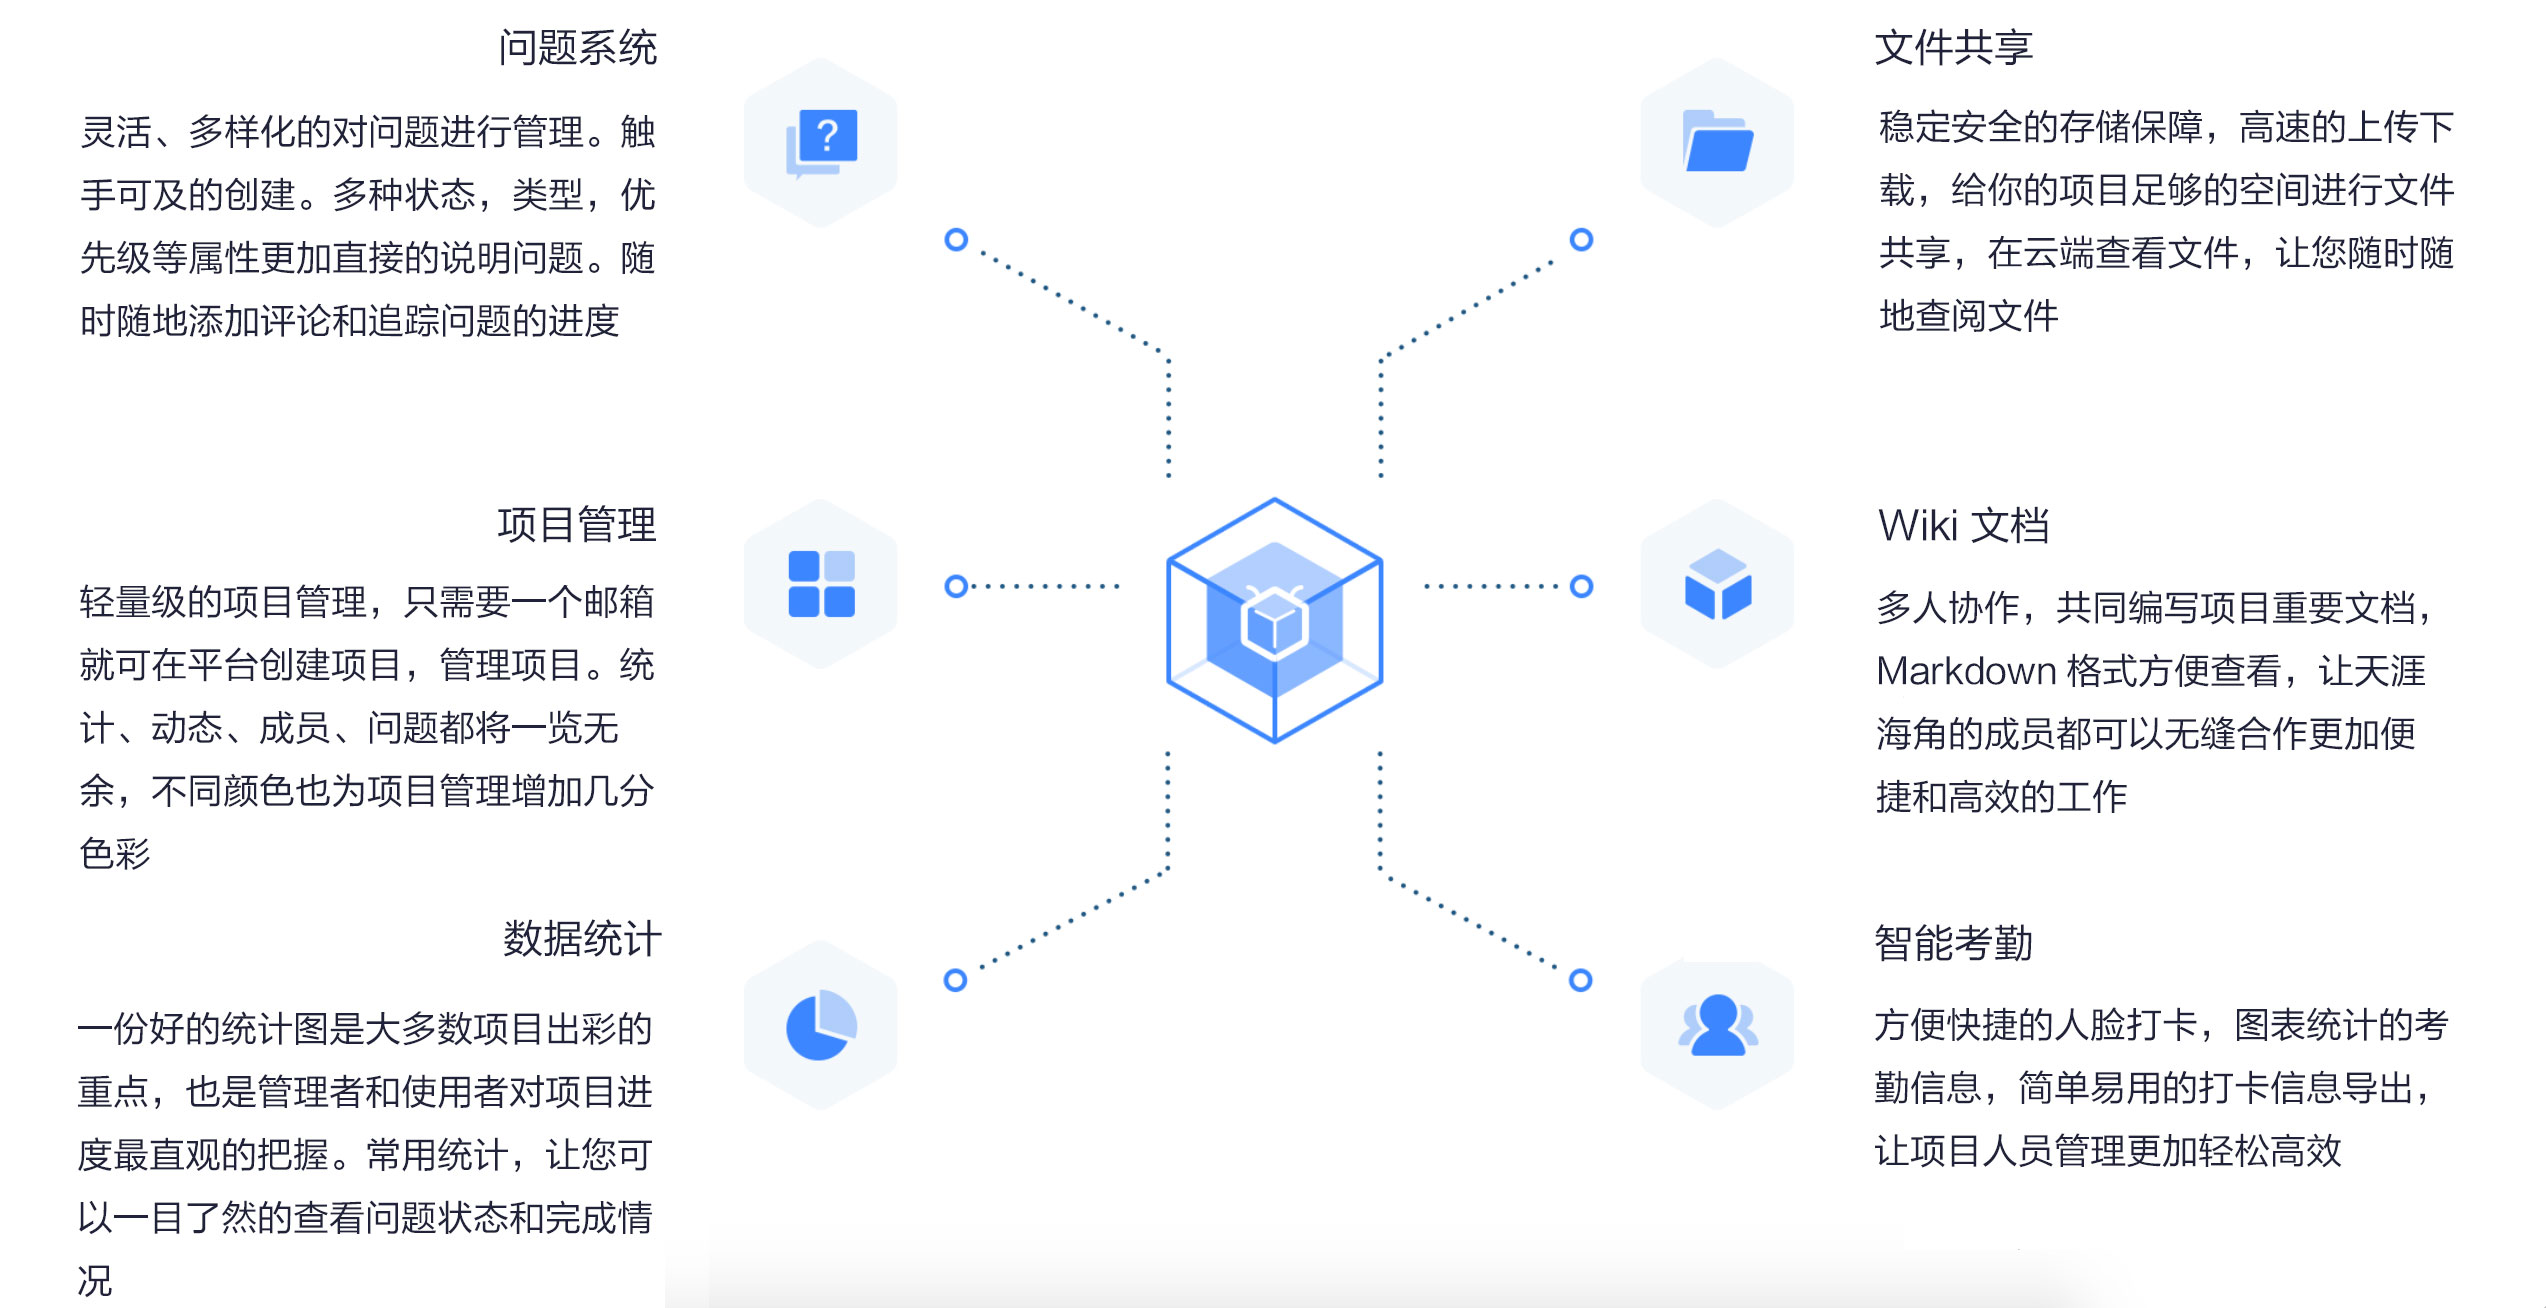 问题系统
灵活、多样化的对问题进行管理。触
手可及的创建。多种状态，类型，优
先级等属性更加直接的说明问题。随
时随地添加评论和追踪问题的进度
项目管理
轻量级的项目管理，只需要一个邮箱
就可在平台创建项目，管理项目。统
计、动态、成员、问题都将一览无
余，不同颜色也为项目管理增加几分
色彩
数据统计
一份好的统计图是大多数项目出彩的
重点，也是管理者和使用者对项目进
度最直观的把握。常用统计，让您可
以一目了然的查看问题状态和完成情
况
?
文件共享
稳定安全的存储保障，高速的上传下
载，给你的项目足够的空间进行文件
共享，在云端查看文件，让您随时随
地查阅文件
Wiki 文档
多人协作，共同编写项目重要文档，
Markdown 格式方便查看，让天涯
海角的成员都可以无缝合作更加便
捷和高效的工作
智能考勤
方便快捷的人脸打卡，图表统计的考
勤信息，简单易用的打卡信息导出，
让项目人员管理更加轻松高效